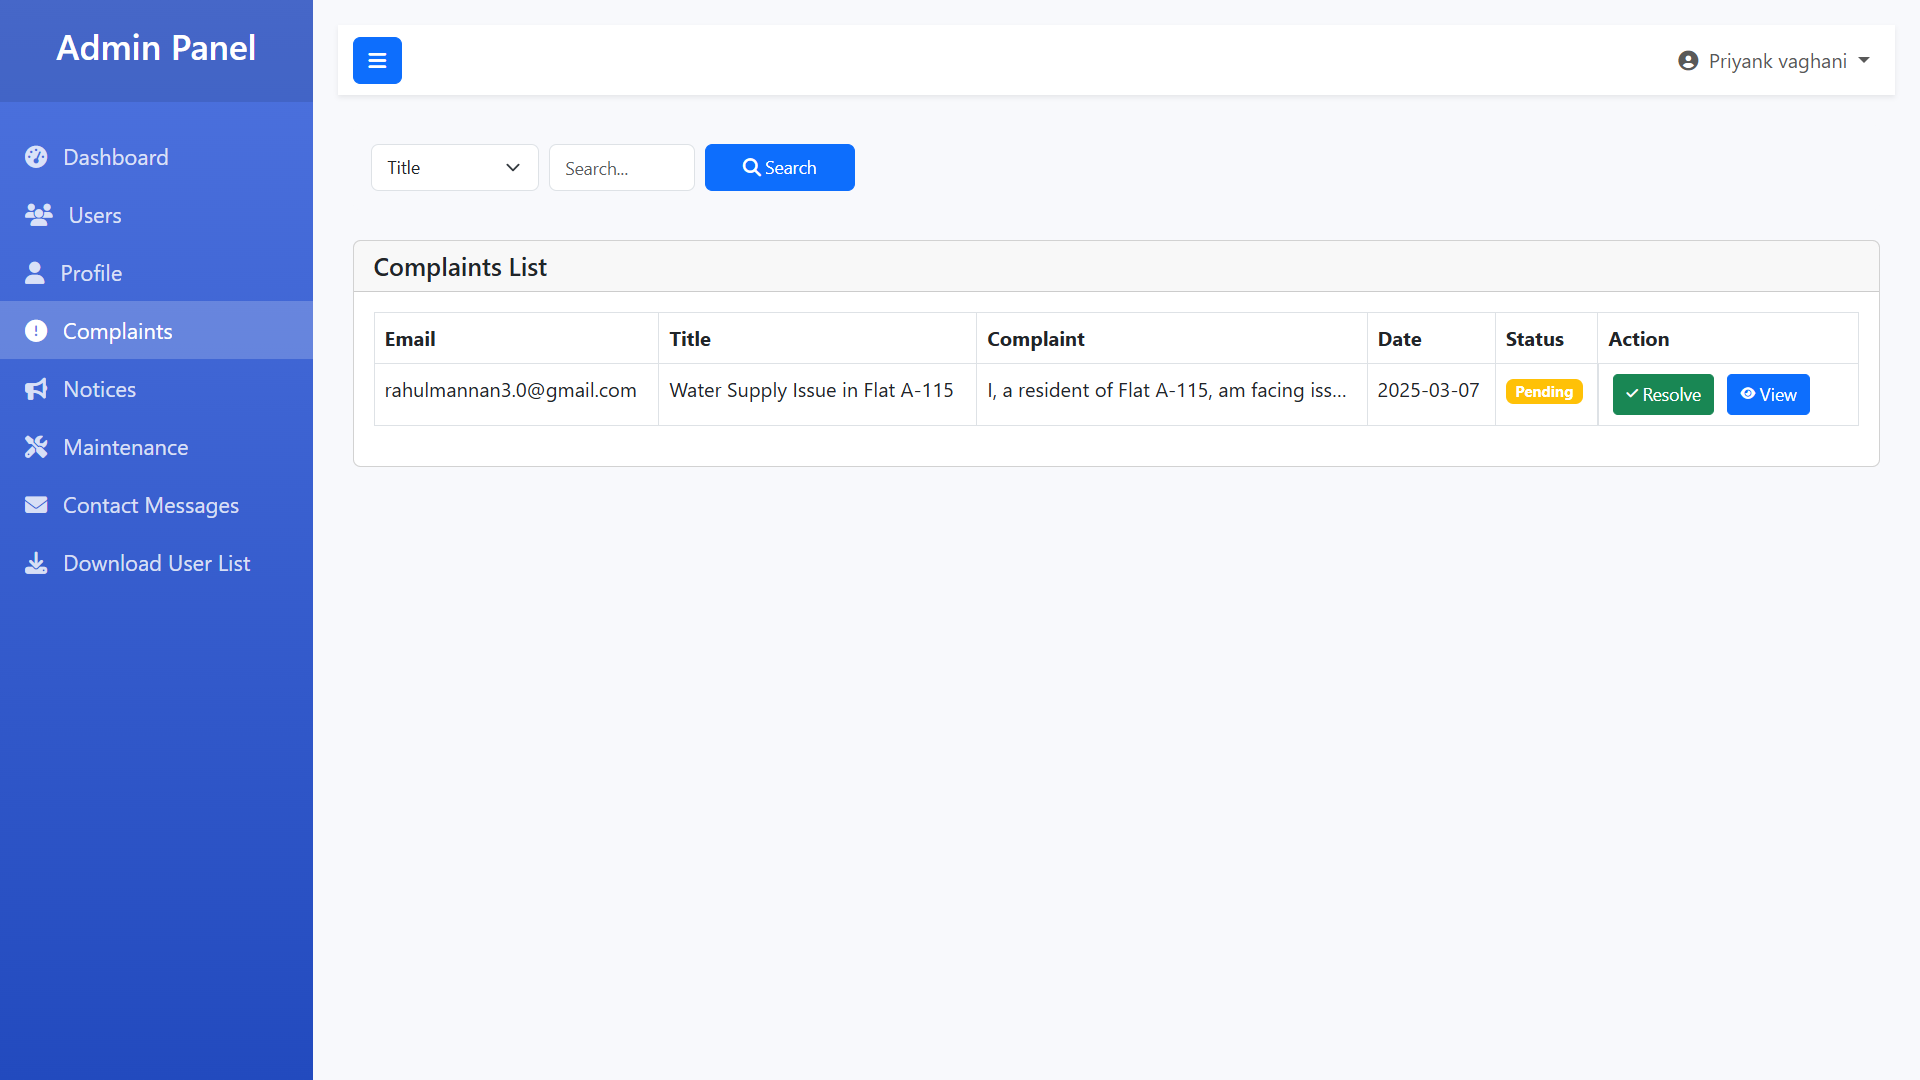 Admin Panel
Priyank vaghani
Dashboard
Users
Profile
Complaints
Notices
Maintenance
Contact Messages
Download User List
Title
Search...
Search
Complaints List
Email Title Complaint Date Status Action
rahulmannan3.0@gmail.com Water Supply Issue in Flat A-115 I, a resident of Flat A-115, am facing iss... 2025-03-07 Pending Resolve View